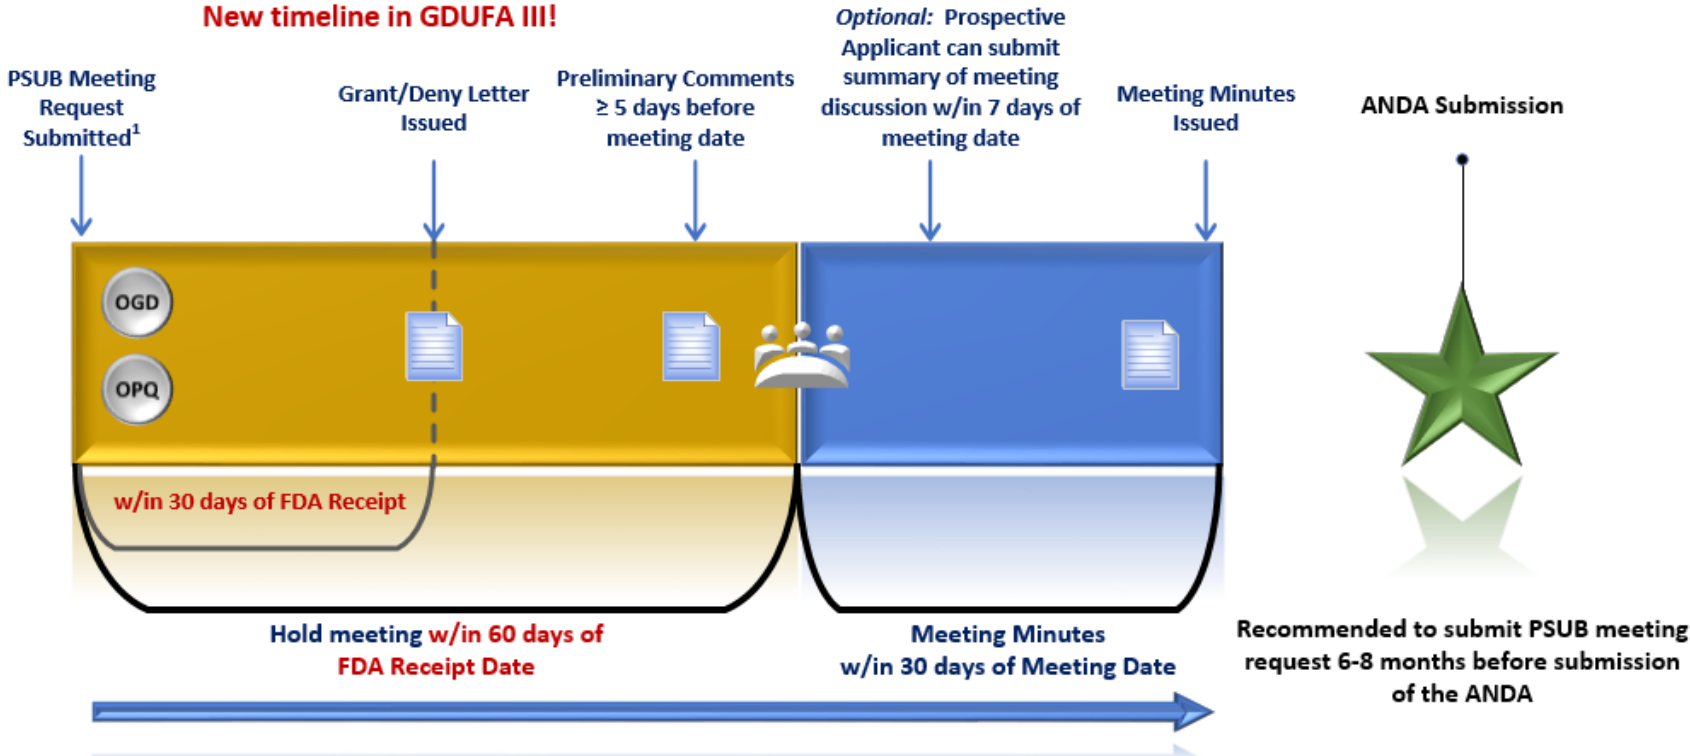 New timeline in GDUFA III!
PSUB Meeting
Request
Submitted1
Grant/Deny Letter
Issued
Preliminary Comments
≥ 5 days before
meeting date
Optional: Prospective
Applicant can submit
summary of meeting
discussion w/in 7 days of
meeting date
Meeting Minutes
Issued
ANDA Submission
OGD
OPQ
w/in 30 days of FDA Receipt
Hold meeting w/in 60 days of
FDA Receipt Date
Meeting Minutes
w/in 30 days of Meeting Date
Recommended to submit PSUB meeting
request 6-8 months before submission
of the ANDA